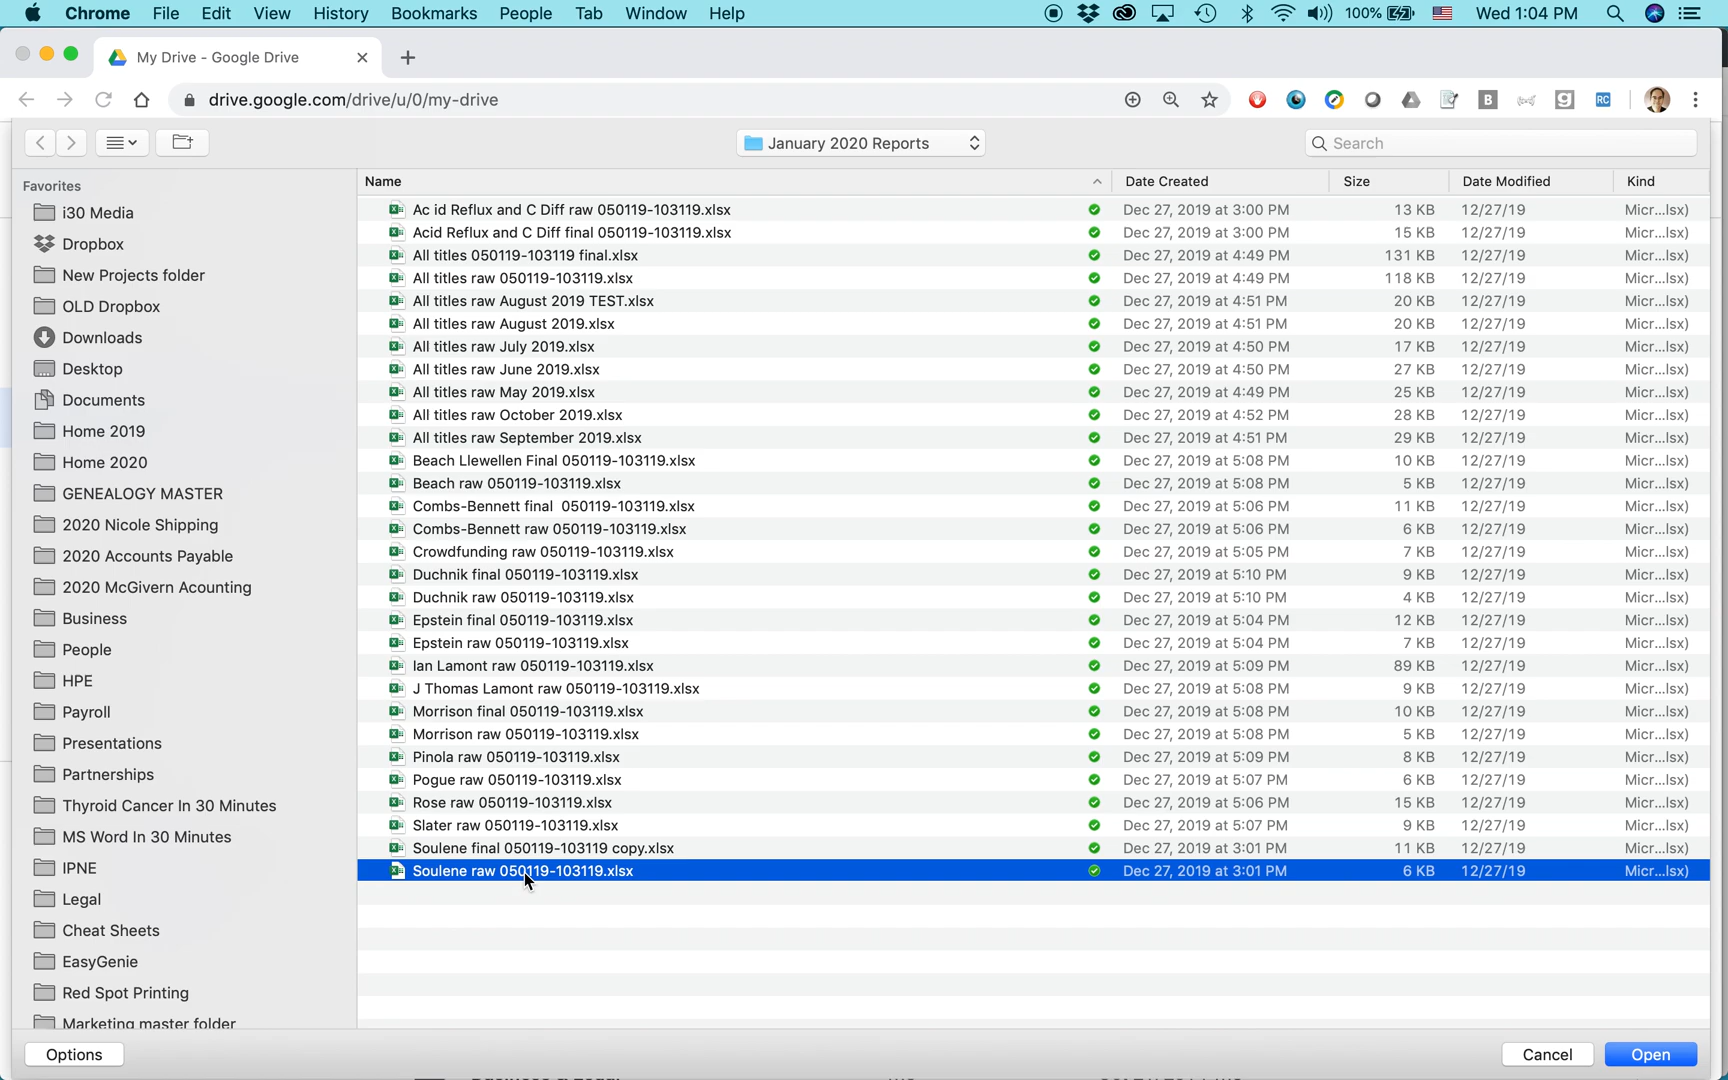 Chrome File Edit View History Bookmarks People Tab Window Help 100% Wed 1:04 PM
My Drive - Google Drive
drive.google.com/drive/u/0/my-drive B g RC
January 2020 Reports Search
Favorites
i30 Media
Dropbox
New Projects folder
OLD Dropbox
Downloads
Desktop
Documents
Home 2019
Home 2020
GENEALOGY MASTER
2020 Nicole Shipping
2020 Accounts Payable
2020 McGivern Acounting
Business
People
HPE
Payroll
Presentations
Partnerships
Thyroid Cancer In 30 Minutes
MS Word In 30 Minutes
IPNE
Legal
Cheat Sheets
EasyGenie
Red Spot Printing
Marketing master folder
Name Date Created Size Date Modified Kind
Ac id Reflux and C Diff raw 050119-103119.xlsx Dec 27, 2019 at 3:00 PM 13 KB 12/27/19 Micr...lsx)
Acid Reflux and C Diff final 050119-103119.xlsx Dec 27, 2019 at 3:00 PM 15 KB 12/27/19 Micr...lsx)
All titles 050119-103119 final.xlsx Dec 27, 2019 at 4:49 PM 131 KB 12/27/19 Micr...lsx)
All titles raw 050119-103119.xlsx Dec 27, 2019 at 4:49 PM 118 KB 12/27/19 Micr...lsx)
All titles raw August 2019 TEST.xlsx Dec 27, 2019 at 4:51 PM 20 KB 12/27/19 Micr...lsx)
All titles raw August 2019.xlsx Dec 27, 2019 at 4:51 PM 20 KB 12/27/19 Micr...lsx)
All titles raw July 2019.xlsx Dec 27, 2019 at 4:50 PM 17 KB 12/27/19 Micr...lsx)
All titles raw June 2019.xlsx Dec 27, 2019 at 4:50 PM 27 KB 12/27/19 Micr...lsx)
All titles raw May 2019.xlsx Dec 27, 2019 at 4:49 PM 25 KB 12/27/19 Micr...lsx)
All titles raw October 2019.xlsx Dec 27, 2019 at 4:52 PM 28 KB 12/27/19 Micr...lsx)
All titles raw September 2019.xlsx Dec 27, 2019 at 4:51 PM 29 KB 12/27/19 Micr...lsx)
Beach Llewellen Final 050119-103119.xlsx Dec 27, 2019 at 5:08 PM 10 KB 12/27/19 Micr...lsx)
Beach raw 050119-103119.xlsx Dec 27, 2019 at 5:08 PM 5 KB 12/27/19 Micr...lsx)
Combs-Bennett final 050119-103119.xlsx Dec 27, 2019 at 5:06 PM 11 KB 12/27/19 Micr...lsx)
Combs-Bennett raw 050119-103119.xlsx Dec 27, 2019 at 5:06 PM 6 KB 12/27/19 Micr...lsx)
Crowdfunding raw 050119-103119.xlsx Dec 27, 2019 at 5:05 PM 7 KB 12/27/19 Micr...lsx)
Duchnik final 050119-103119.xlsx Dec 27, 2019 at 5:10 PM 9 KB 12/27/19 Micr...lsx)
Duchnik raw 050119-103119.xlsx Dec 27, 2019 at 5:10 PM 4 KB 12/27/19 Micr...lsx)
Epstein final 050119-103119.xlsx Dec 27, 2019 at 5:04 PM 12 KB 12/27/19 Micr...lsx)
Epstein raw 050119-103119.xlsx Dec 27, 2019 at 5:04 PM 7 KB 12/27/19 Micr...lsx)
Ian Lamont raw 050119-103119.xlsx Dec 27, 2019 at 5:09 PM 89 KB 12/27/19 Micr...lsx)
J Thomas Lamont raw 050119-103119.xlsx Dec 27, 2019 at 5:08 PM 9 KB 12/27/19 Micr...lsx)
Morrison final 050119-103119.xlsx Dec 27, 2019 at 5:08 PM 10 KB 12/27/19 Micr...lsx)
Morrison raw 050119-103119.xlsx Dec 27, 2019 at 5:08 PM 5 KB 12/27/19 Micr...lsx)
Pinola raw 050119-103119.xlsx Dec 27, 2019 at 5:09 PM 8 KB 12/27/19 Micr...lsx)
Pogue raw 050119-103119.xlsx Dec 27, 2019 at 5:07 PM 6 KB 12/27/19 Micr...lsx)
Rose raw 050119-103119.xlsx Dec 27, 2019 at 5:06 PM 15 KB 12/27/19 Micr...lsx)
Slater raw 050119-103119.xlsx Dec 27, 2019 at 5:07 PM 9 KB 12/27/19 Micr...lsx)
Soulene final 050119-103119 copy.xlsx Dec 27, 2019 at 3:01 PM 11 KB 12/27/19 Micr...lsx)
Soulene raw 050119-103119.xlsx Dec 27, 2019 at 3:01 PM 6 KB 12/27/19 Micr...lsx)
Options Cancel Open